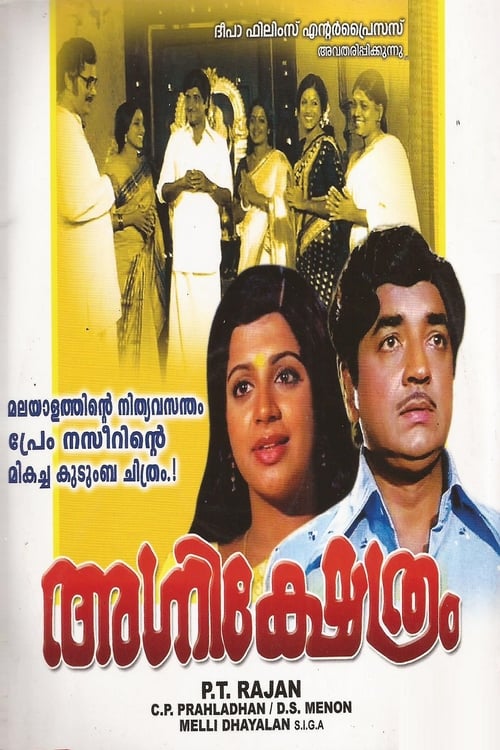 ദീപാ ഫിലിംസ് എന്റർപ്രൈസസ്
അവതരിപ്പിക്കുന്നു...
മലയാളത്തിന്റെ നിത്യവസന്തം
പ്രേം നസീറിന്റെ
മികച്ച കുടുംബ ചിത്രം.!
അഗ്നിക്ഷേത്രം
P.T. RAJAN
C.P. PRAHLADHAN / D.S. MENON
MELLI DHAYALAN S.I.G.A